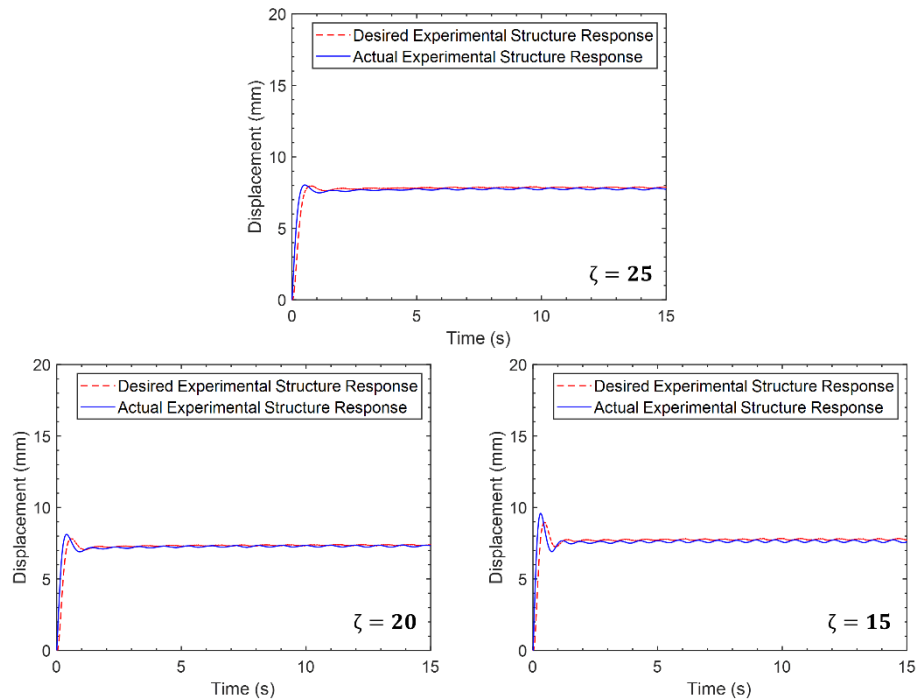 20
Desired Experimental Structure Response
Actual Experimental Structure Response
15
10
Displacement (mm)
5
ζ = 25
0
0 5 10 15
Time (s)
20
Desired Experimental Structure Response
Actual Experimental Structure Response
15
10
Displacement (mm)
5
ζ = 20
0
0 5 10 15
Time (s)
20
Desired Experimental Structure Response
Actual Experimental Structure Response
15
10
Displacement (mm)
5
ζ = 15
0
0 5 10 15
Time (s)